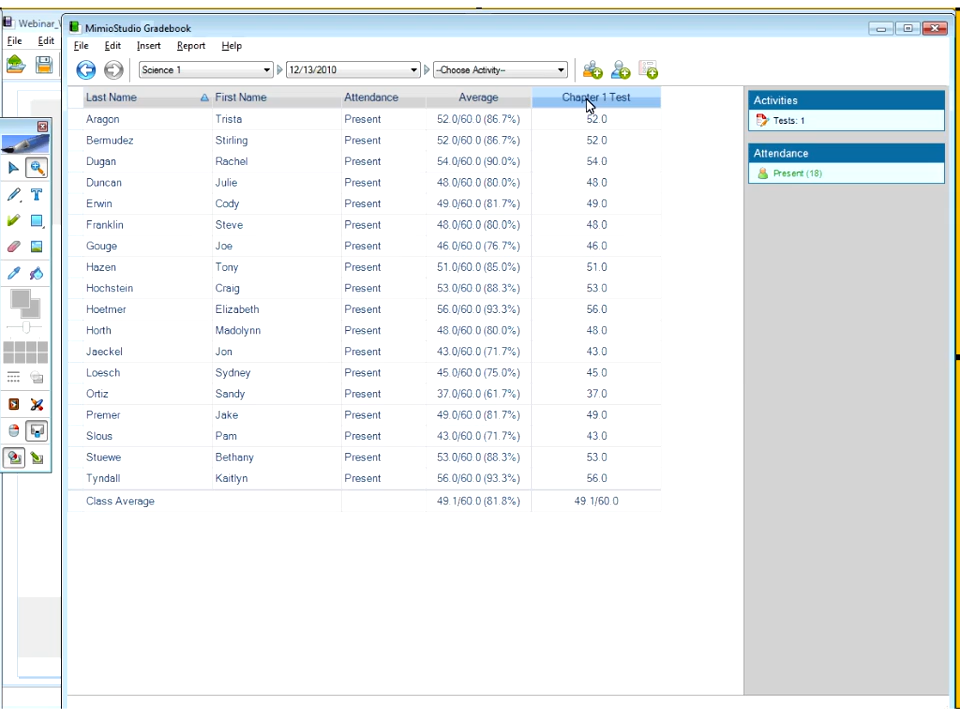 Webinar_
MimioStudio Gradebook
File Edit
File Edit Insert Report Help
Science 1 12/13/2010 --Choose Activity--
Last Name First Name Attendance Average Chapter 1 Test
Activities
Aragon Trista Present 52.0/60.0 (86.7%) 52.0
Tests: 1
Bermudez Stirling Present 52.0/60.0 (86.7%) 52.0
Attendance
Dugan Rachel Present 54.0/60.0 (90.0%) 54.0
Present (18)
Duncan Julie Present 48.0/60.0 (80.0%) 48.0
Erwin Cody Present 49.0/60.0 (81.7%) 49.0
Franklin Steve Present 48.0/60.0 (80.0%) 48.0
Gouge Joe Present 46.0/60.0 (76.7%) 46.0
Hazen Tony Present 51.0/60.0 (85.0%) 51.0
Hochstein Craig Present 53.0/60.0 (88.3%) 53.0
Hoetmer Elizabeth Present 56.0/60.0 (93.3%) 56.0
Horth Madolynn Present 48.0/60.0 (80.0%) 48.0
Jaeckel Jon Present 43.0/60.0 (71.7%) 43.0
Loesch Sydney Present 45.0/60.0 (75.0%) 45.0
Ortiz Sandy Present 37.0/60.0 (61.7%) 37.0
Premer Jake Present 49.0/60.0 (81.7%) 49.0
Slous Pam Present 43.0/60.0 (71.7%) 43.0
Stuewe Bethany Present 53.0/60.0 (88.3%) 53.0
Tyndall Kaitlyn Present 56.0/60.0 (93.3%) 56.0
Class Average 49.1/60.0 (81.8%) 49.1/60.0